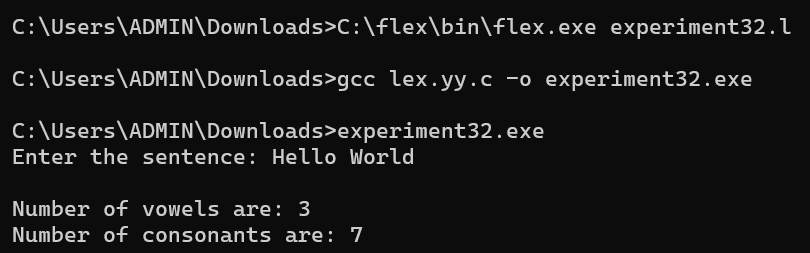 C:\Users\ADMIN\Downloads>C:\flex\bin\flex.exe experiment32.l
C:\Users\ADMIN\Downloads>gcc lex.yy.c -o experiment32.exe
C:\Users\ADMIN\Downloads>experiment32.exe
Enter the sentence: Hello World
Number of vowels are: 3
Number of consonants are: 7